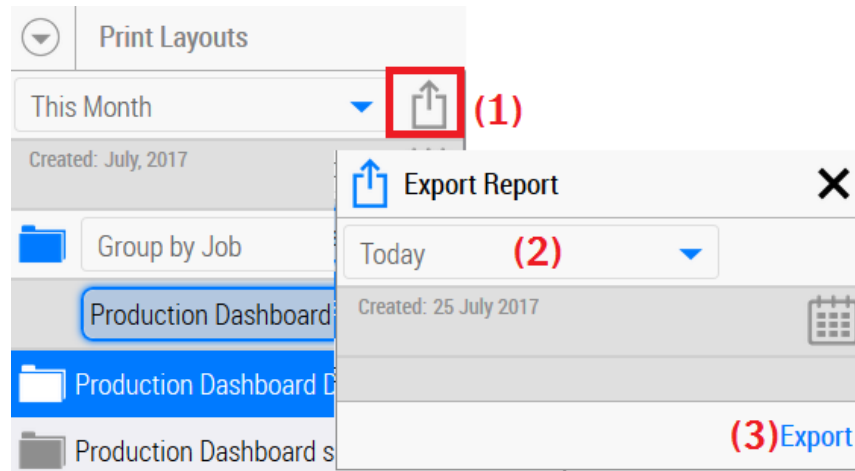 Print Layouts
This Month
(1)
Created: July, 2017
Export Report
Group by Job
Today
(2)
Production Dashboard
Created: 25 July 2017
Production Dashboard D
(3)Export
Production Dashboard s